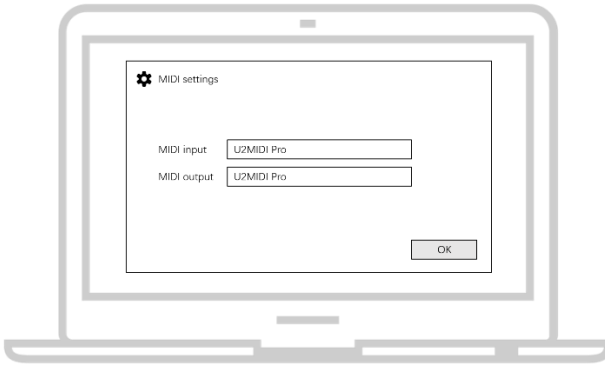 MIDI settings
MIDI input U2MIDI Pro
MIDI output U2MIDI Pro
OK